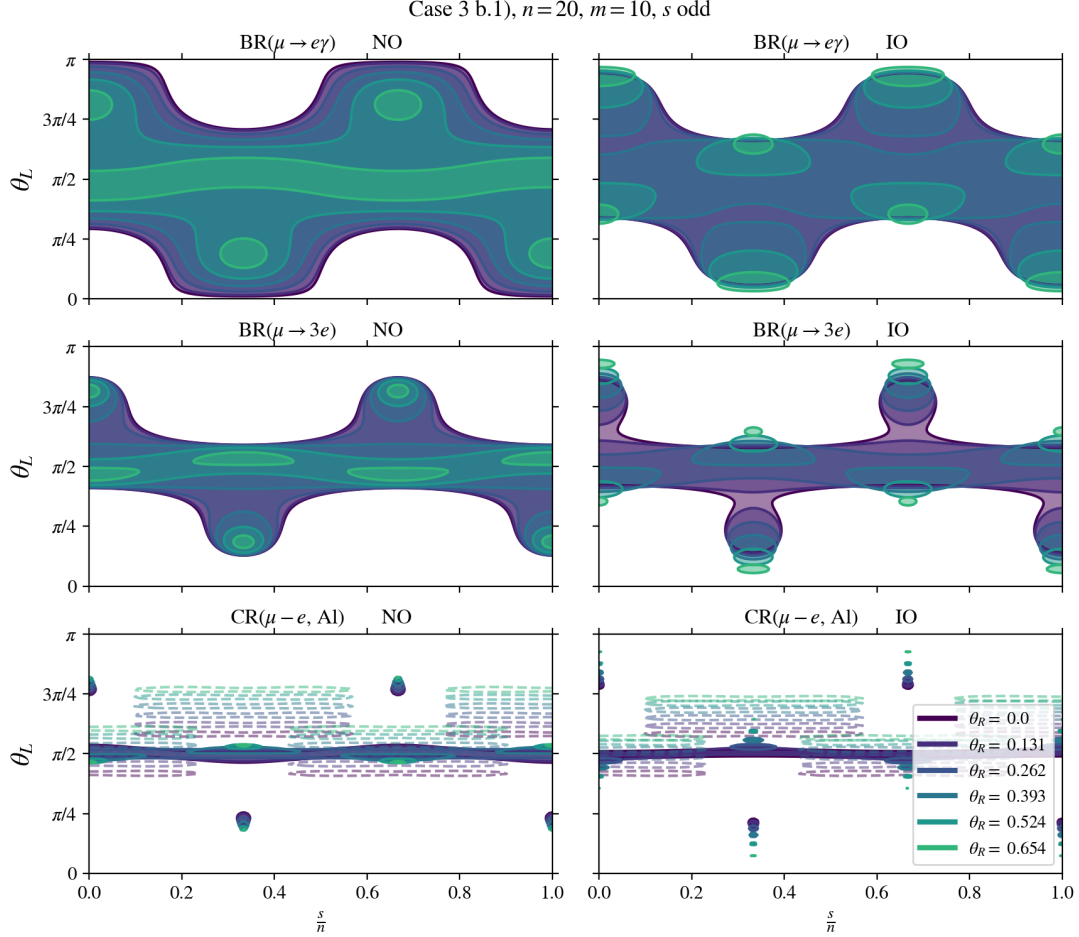 Case 3 b.1), n = 20, m = 10, s odd
BR(μ → eγ) NO
BR(μ → eγ) IO
θ_L
π
3π/4
π/2
π/4
0
BR(μ → 3e) NO
BR(μ → 3e) IO
θ_L
π
3π/4
π/2
π/4
0
CR(μ − e, Al) NO
CR(μ − e, Al) IO
θ_L
π
3π/4
π/2
π/4
0
0.0 0.2 0.4 0.6 0.8 1.0
s/n
θ_R = 0.0
θ_R = 0.131
θ_R = 0.262
θ_R = 0.393
θ_R = 0.524
θ_R = 0.654
0.0 0.2 0.4 0.6 0.8 1.0
s/n